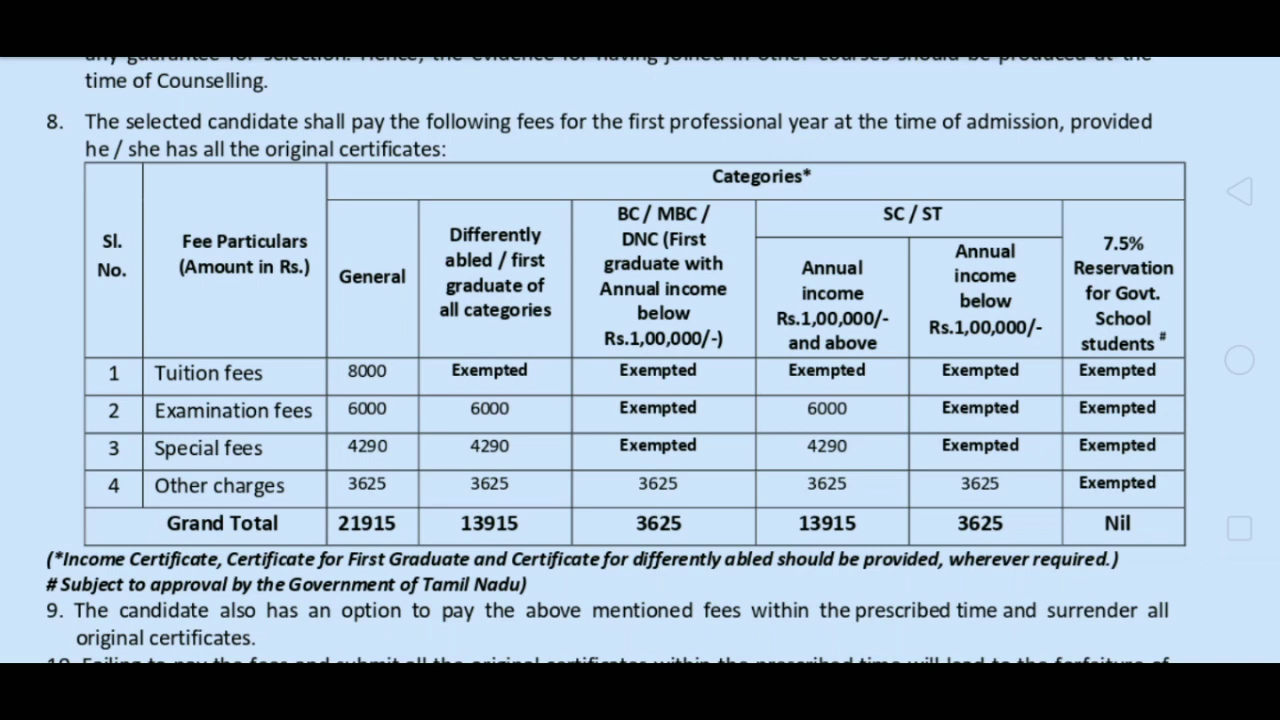 time of Counselling.
8. The selected candidate shall pay the following fees for the first professional year at the time of admission, provided
he / she has all the original certificates:
Categories*
Sl. No.
Fee Particulars (Amount in Rs.)
General
Differently abled / first graduate of all categories
BC / MBC / DNC (First graduate with Annual income below Rs.1,00,000/-)
SC / ST
Annual income Rs.1,00,000/- and above
Annual income below Rs.1,00,000/-
7.5% Reservation for Govt. School students #
1 Tuition fees 8000 Exempted Exempted Exempted Exempted Exempted
2 Examination fees 6000 6000 Exempted 6000 Exempted Exempted
3 Special fees 4290 4290 Exempted 4290 Exempted Exempted
4 Other charges 3625 3625 3625 3625 3625 Exempted
Grand Total 21915 13915 3625 13915 3625 Nil
(*Income Certificate, Certificate for First Graduate and Certificate for differently abled should be provided, wherever required.)
# Subject to approval by the Government of Tamil Nadu)
9. The candidate also has an option to pay the above mentioned fees within the prescribed time and surrender all
original certificates.